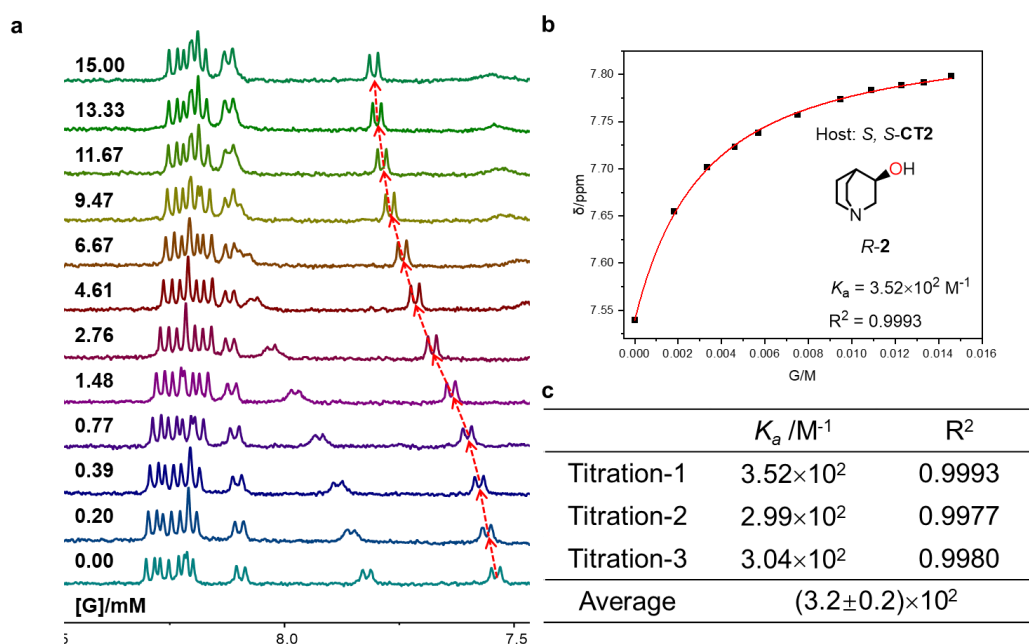 a
15.00
13.33
11.67
9.47
6.67
4.61
2.76
1.48
0.77
0.39
0.20
0.00
[G]/mM
5
8.0
7.5
b
δ/ppm
7.80
7.75
7.70
7.65
7.60
7.55
Host: S, S-CT2
OH
N
R-2
Kₐ = 3.52×10² M⁻¹
R² = 0.9993
0.000 0.002 0.004 0.006 0.008 0.010 0.012 0.014 0.016
G/M
c
Kₐ /M⁻¹ R²
Titration-1 3.52×10² 0.9993
Titration-2 2.99×10² 0.9977
Titration-3 3.04×10² 0.9980
Average (3.2±0.2)×10²